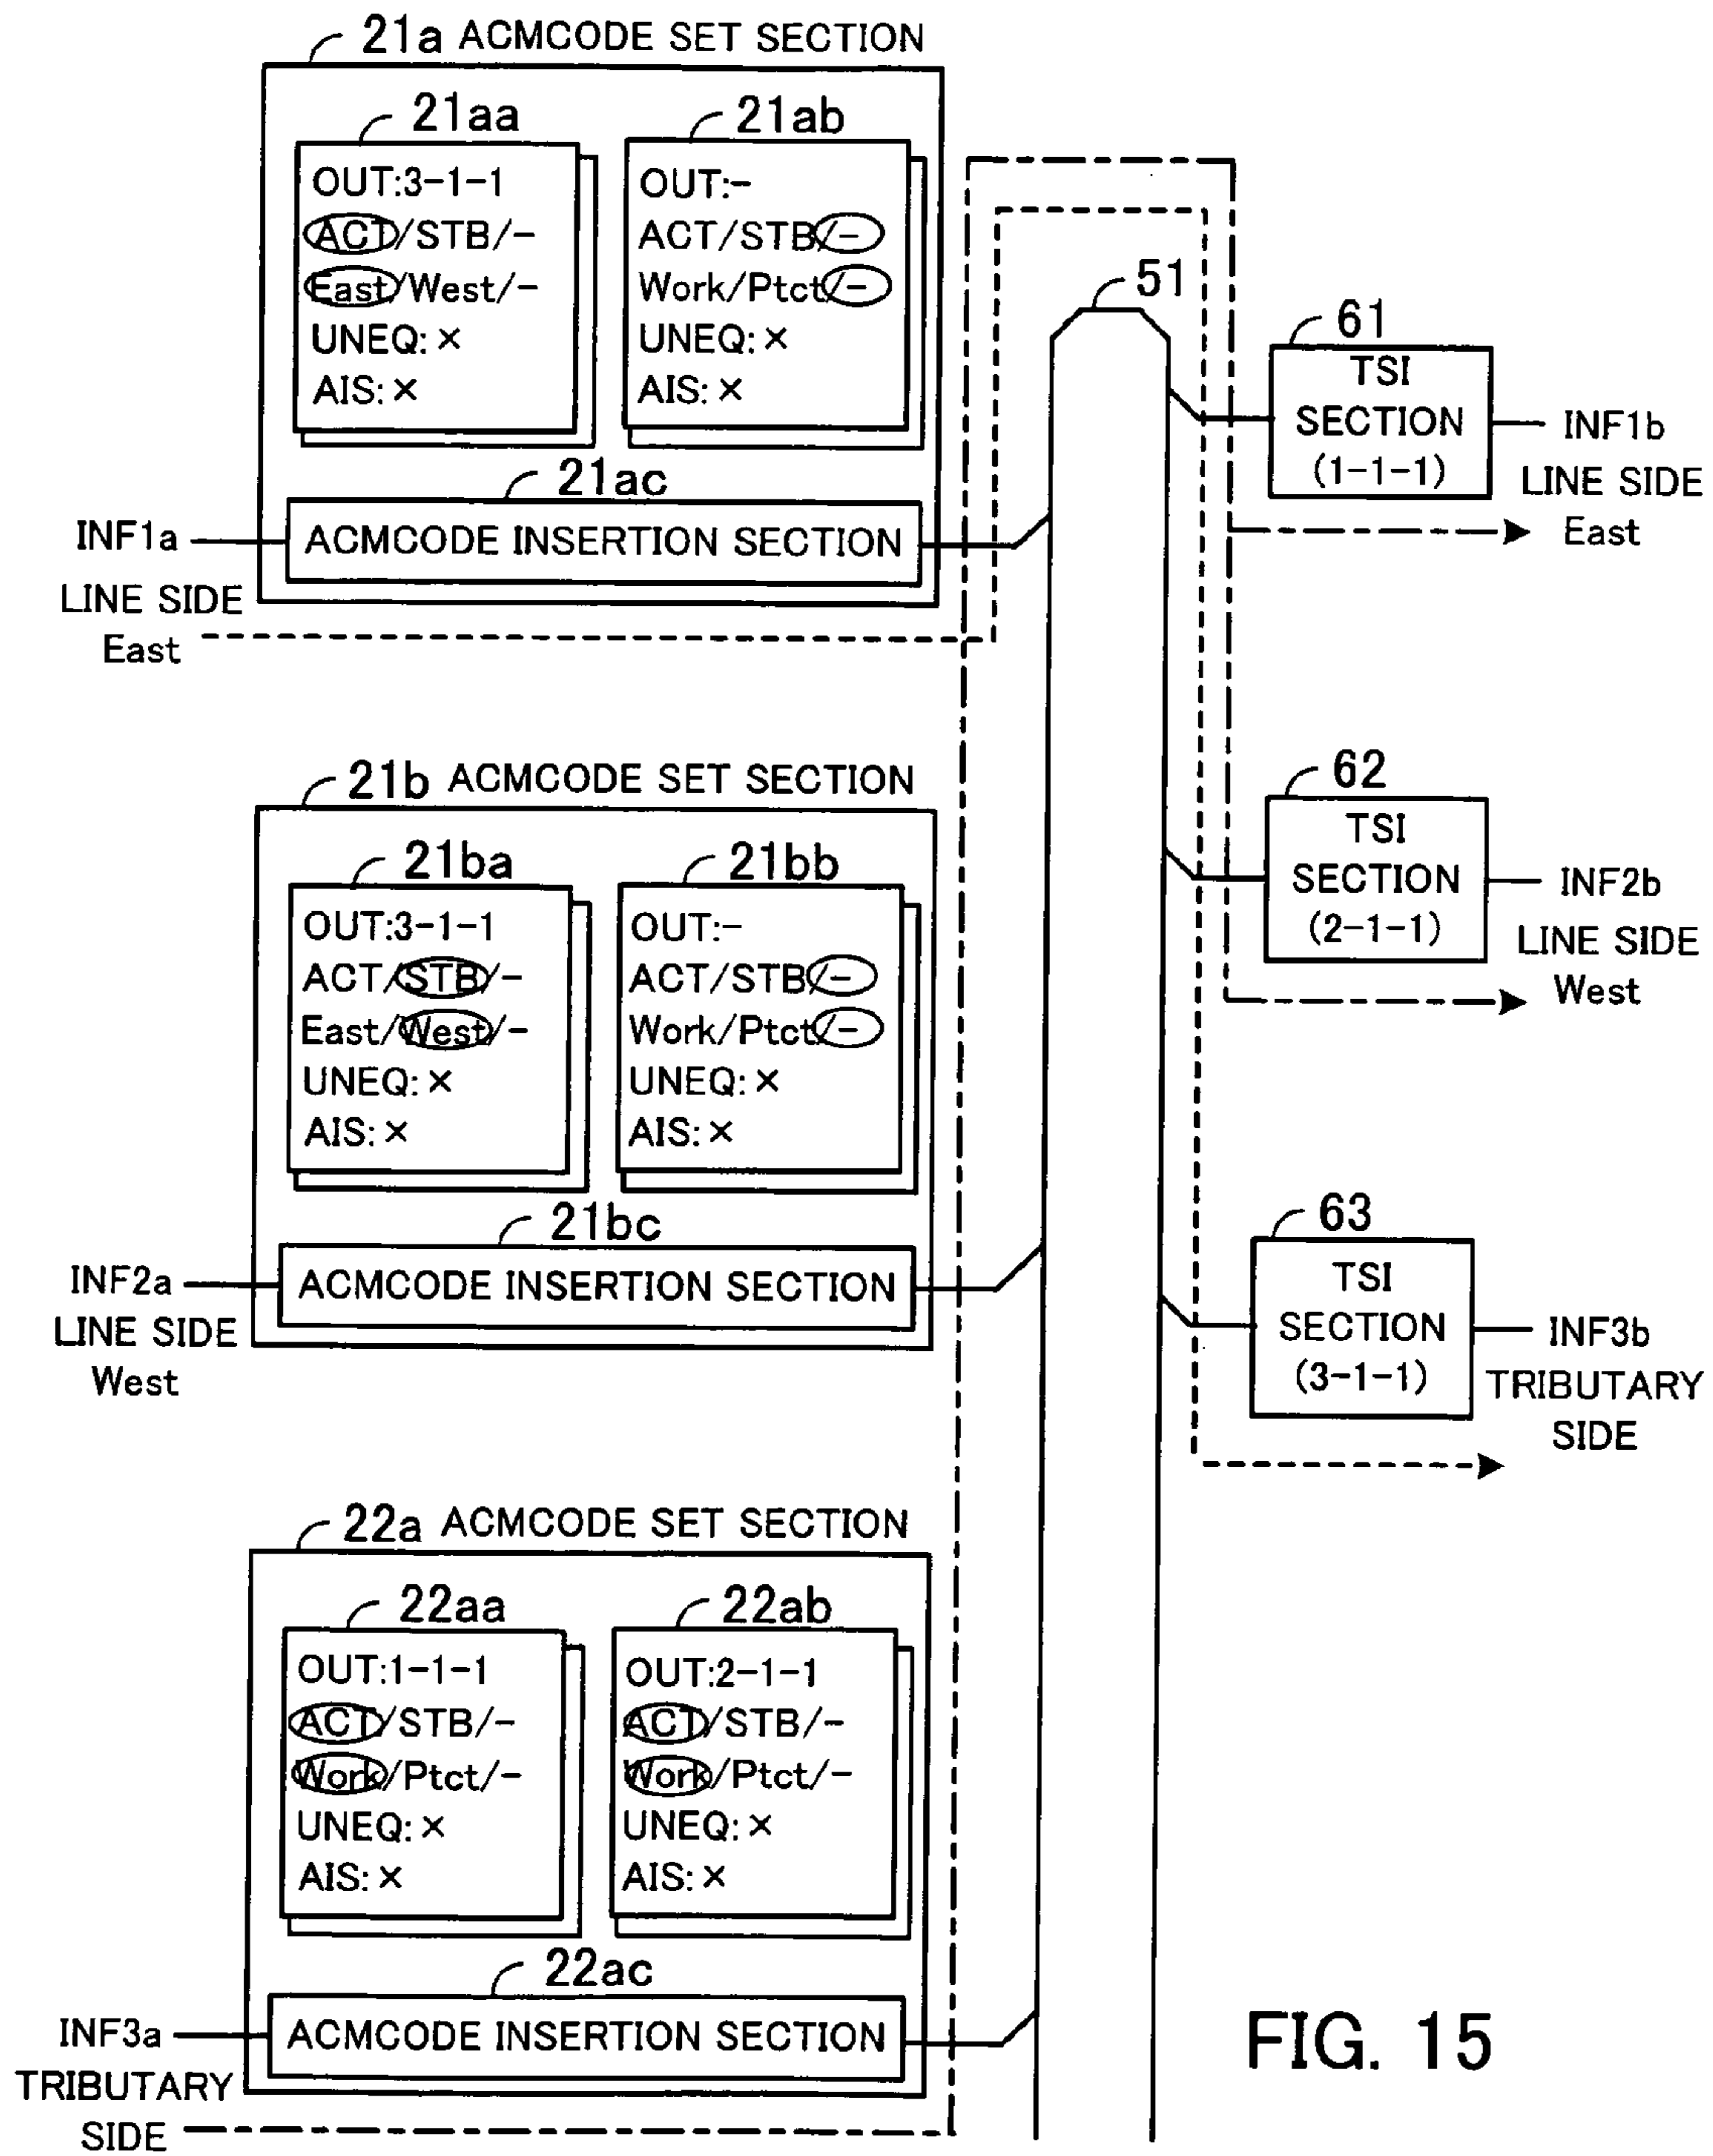 21a ACMCODE SET SECTION
21aa
OUT:3-1-1
ACT/STB/-
East/West/-
UNEQ: ×
AIS: ×
21ab
OUT:-
ACT/STB/-
Work/Ptct/-
UNEQ: ×
AIS: ×
21ac
INF1a
ACMCODE INSERTION SECTION
LINE SIDE
East
51
61
TSI
SECTION
(1-1-1)
INF1b
LINE SIDE
East
21b ACMCODE SET SECTION
21ba
OUT:3-1-1
ACT/STB/-
East/West/-
UNEQ: ×
AIS: ×
21bb
OUT:-
ACT/STB/-
Work/Ptct/-
UNEQ: ×
AIS: ×
21bc
INF2a
ACMCODE INSERTION SECTION
LINE SIDE
West
62
TSI
SECTION
(2-1-1)
INF2b
LINE SIDE
West
63
TSI
SECTION
(3-1-1)
INF3b
TRIBUTARY
SIDE
22a ACMCODE SET SECTION
22aa
OUT:1-1-1
ACT/STB/-
Work/Ptct/-
UNEQ: ×
AIS: ×
22ab
OUT:2-1-1
ACT/STB/-
Work/Ptct/-
UNEQ: ×
AIS: ×
22ac
INF3a
ACMCODE INSERTION SECTION
TRIBUTARY
SIDE
FIG. 15